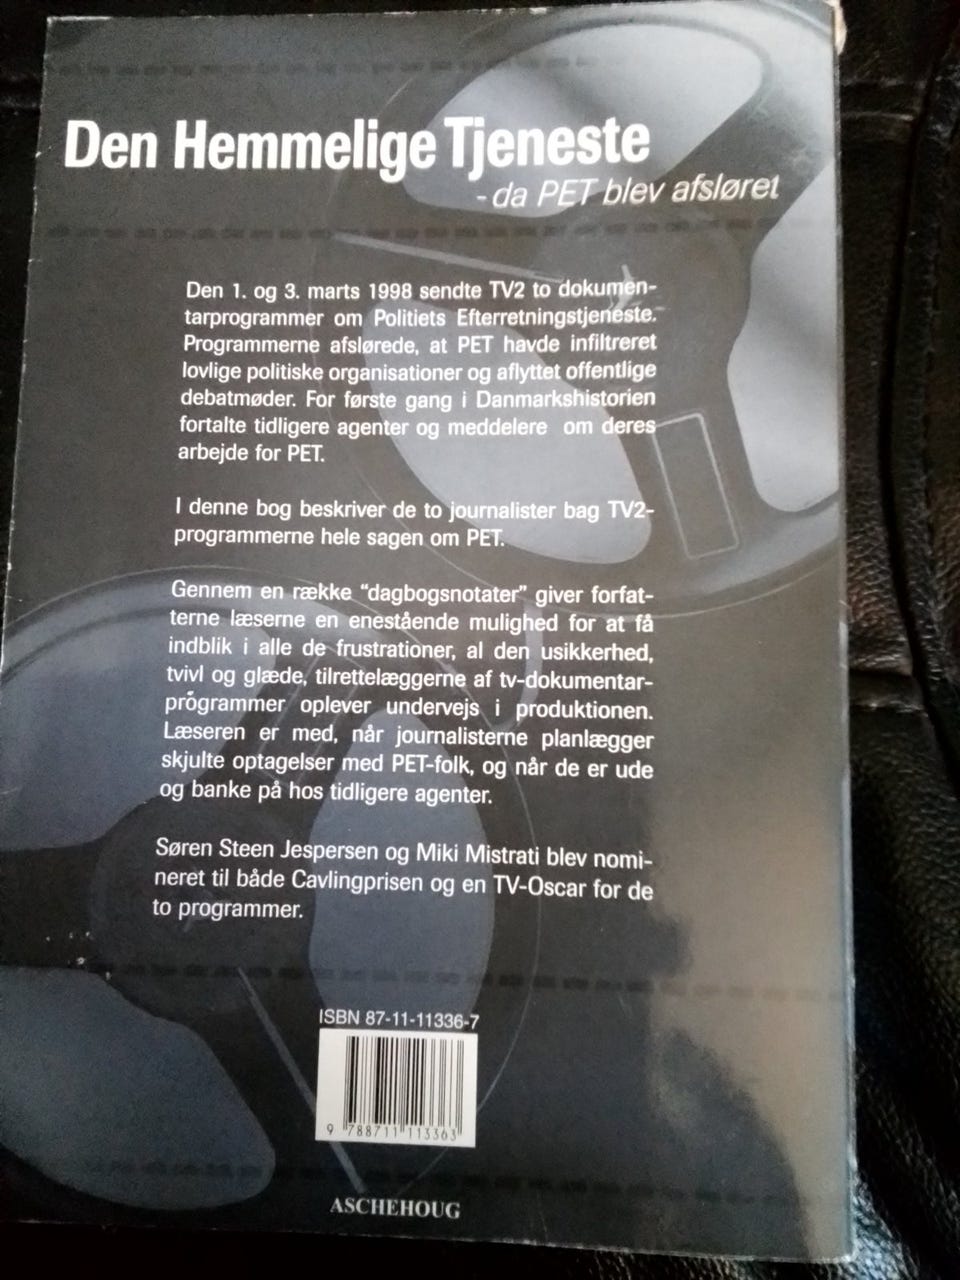 Den Hemmelige Tjeneste
- da PET blev afsløret
Den 1. og 3. marts 1998 sendte TV2 to dokumen-
tarprogrammer om Politiets Efterretningstjeneste.
Programmerne afslørede, at PET havde infiltreret
lovlige politiske organisationer og aflyttet offentlige
debatmøder. For første gang i Danmarkshistorien
fortalte tidligere agenter og meddelere om deres
arbejde for PET.
I denne bog beskriver de to journalister bag TV2-
programmerne hele sagen om PET.
Gennem en række "dagbogsnotater" giver forfat-
terne læserne en enestående mulighed for at få
indblik i alle de frustrationer, al den usikkerhed,
tvivl og glæde, tilrettelæggerne af tv-dokumentar-
programmer oplever undervejs i produktionen.
Læseren er med, når journalisterne planlægger
skjulte optagelser med PET-folk, og når de er ude
og banke på hos tidligere agenter.
Søren Steen Jespersen og Miki Mistrati blev nomi-
neret til både Cavlingprisen og en TV-Oscar for de
to programmer.
ISBN 87-11-11336-7
9 788711 113363
ASCHEHOUG